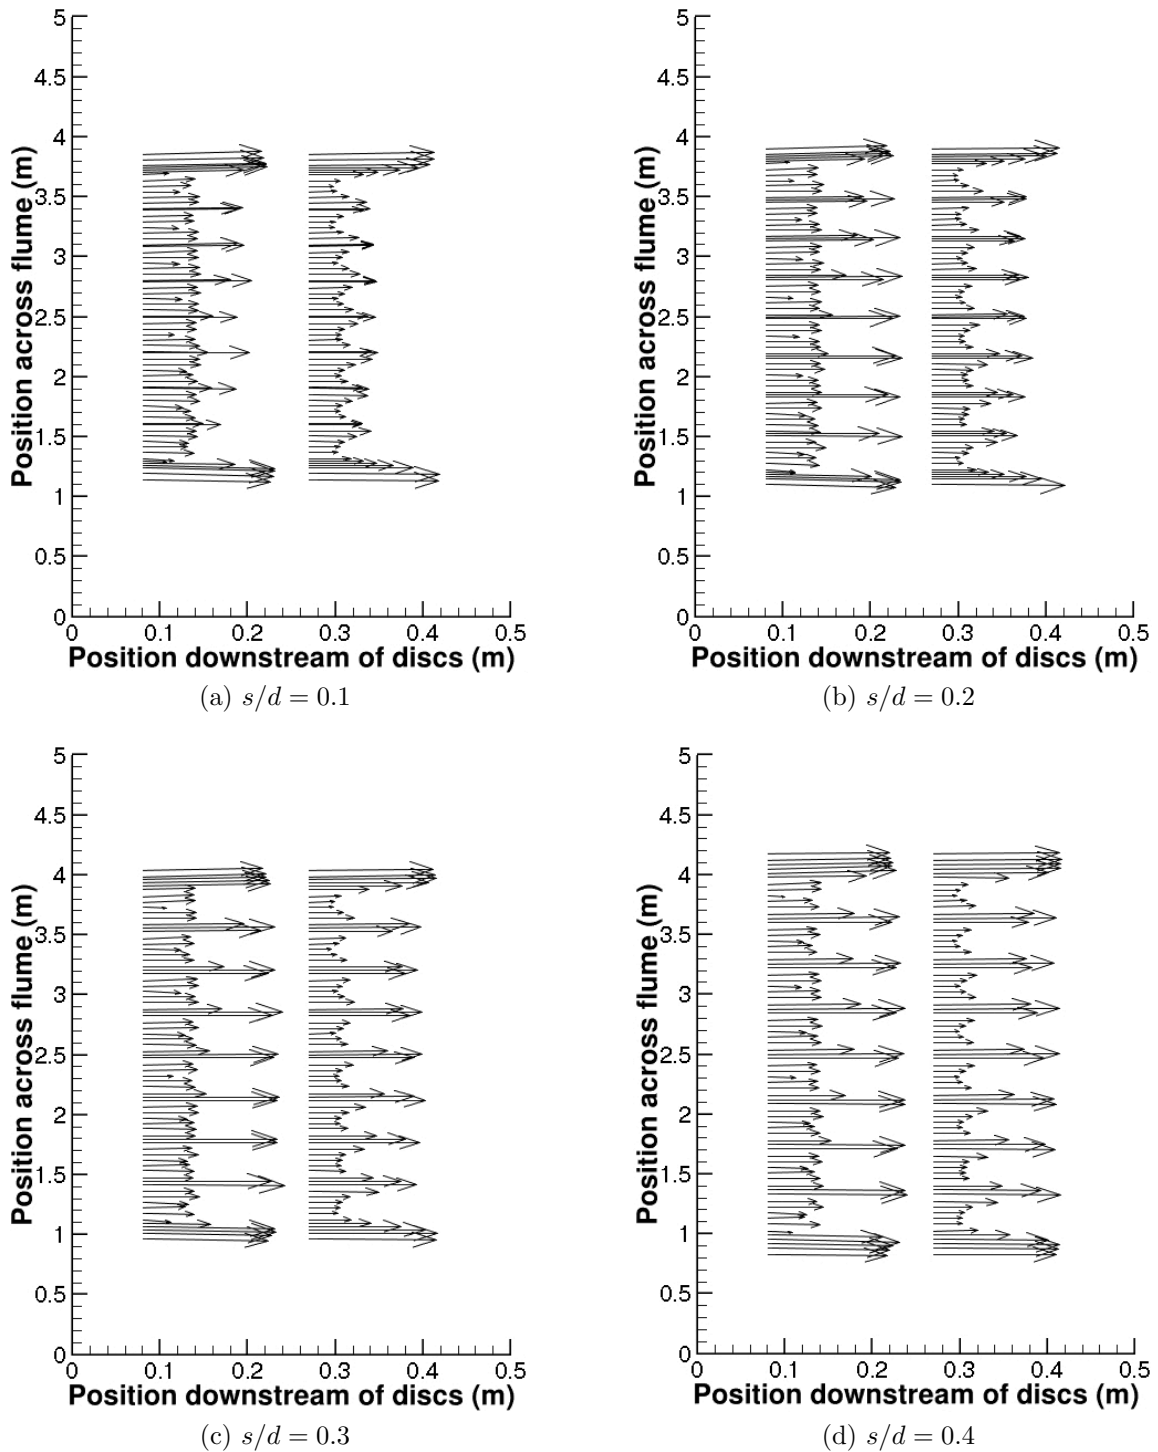 5
4.5
4
3.5
3
2.5
2
1.5
1
0.5
0
0 0.1 0.2 0.3 0.4 0.5
Position across flume (m)
Position downstream of discs (m)
(a) s/d = 0.1
5
4.5
4
3.5
3
2.5
2
1.5
1
0.5
0
0 0.1 0.2 0.3 0.4 0.5
Position across flume (m)
Position downstream of discs (m)
(b) s/d = 0.2
5
4.5
4
3.5
3
2.5
2
1.5
1
0.5
0
0 0.1 0.2 0.3 0.4 0.5
Position across flume (m)
Position downstream of discs (m)
(c) s/d = 0.3
5
4.5
4
3.5
3
2.5
2
1.5
1
0.5
0
0 0.1 0.2 0.3 0.4 0.5
Position across flume (m)
Position downstream of discs (m)
(d) s/d = 0.4